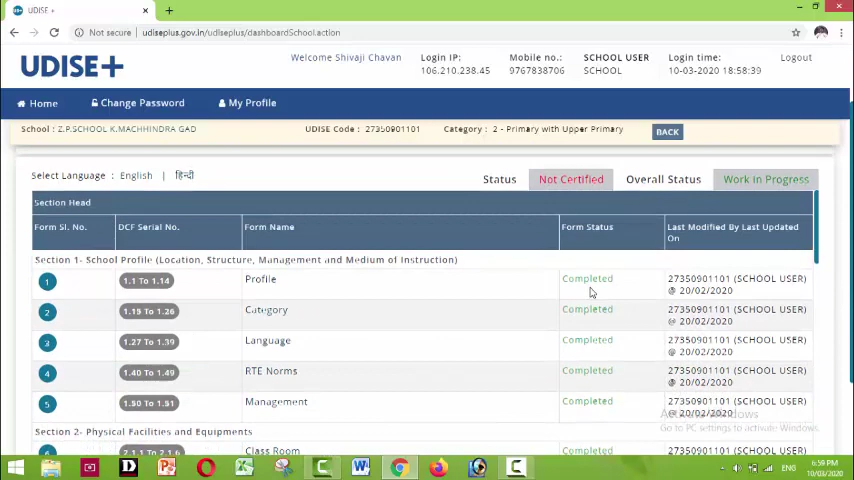 UDISE +
Not secure | udiseplus.gov.in/udiseplus/dashboardSchool.action
UDISE+
Welcome Shivaji Chavan
Login IP:
106.210.238.45
Mobile no.:
9767838706
SCHOOL USER
SCHOOL
Login time:
10-03-2020 18:58:39
Logout
Home
Change Password
My Profile
School : Z.P.SCHOOL K.MACHHINDRA GAD
UDISE Code : 27350901101
Category : 2 - Primary with Upper Primary
BACK
Select Language : English | हिन्दी
Status
Not Certified
Overall Status
Work In Progress
Section Head
Form Sl. No.
DCF Serial No.
Form Name
Form Status
Last Modified By Last Updated On
Section 1- School Profile (Location, Structure, Management and Medium of Instruction)
1
1.1 To 1.14
Profile
Completed
27350901101 (SCHOOL USER)
@ 20/02/2020
2
1.15 To 1.26
Category
Completed
27350901101 (SCHOOL USER)
@ 20/02/2020
3
1.27 To 1.39
Language
Completed
27350901101 (SCHOOL USER)
@ 20/02/2020
4
1.40 To 1.49
RTE Norms
Completed
27350901101 (SCHOOL USER)
@ 20/02/2020
5
1.50 To 1.51
Management
Completed
27350901101 (SCHOOL USER)
@ 20/02/2020
Activate Windows
Go to PC settings to activate Windows.
Section 2- Physical Facilities and Equipments
6
2.1.1 To 2.1.6
Class Room
Completed
27350901101 (SCHOOL USER)
ENG
6:59 PM
10/03/2020